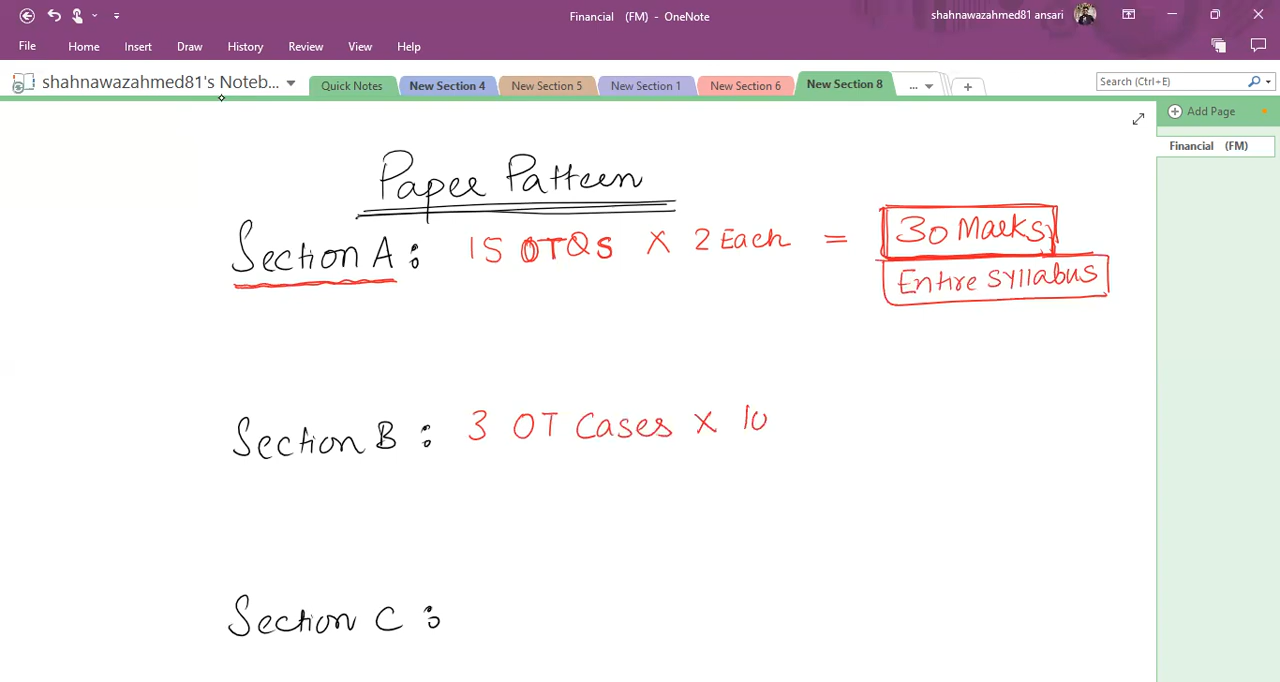 Financial (FM) - OneNote
shahnawazahmed81 ansari
File Home Insert Draw History Review View Help
shahnawazahmed81's Noteb... Quick Notes New Section 4 New Section 5 New Section 1 New Section 6 New Section 8 ... + Search (Ctrl+E)
Add Page
Financial (FM)
Paper Pattern
Section A : 15 OTQS X 2 Each = 30 Marks
Entire syllabus
Section B : 3 OT Cases X 10
Section C :